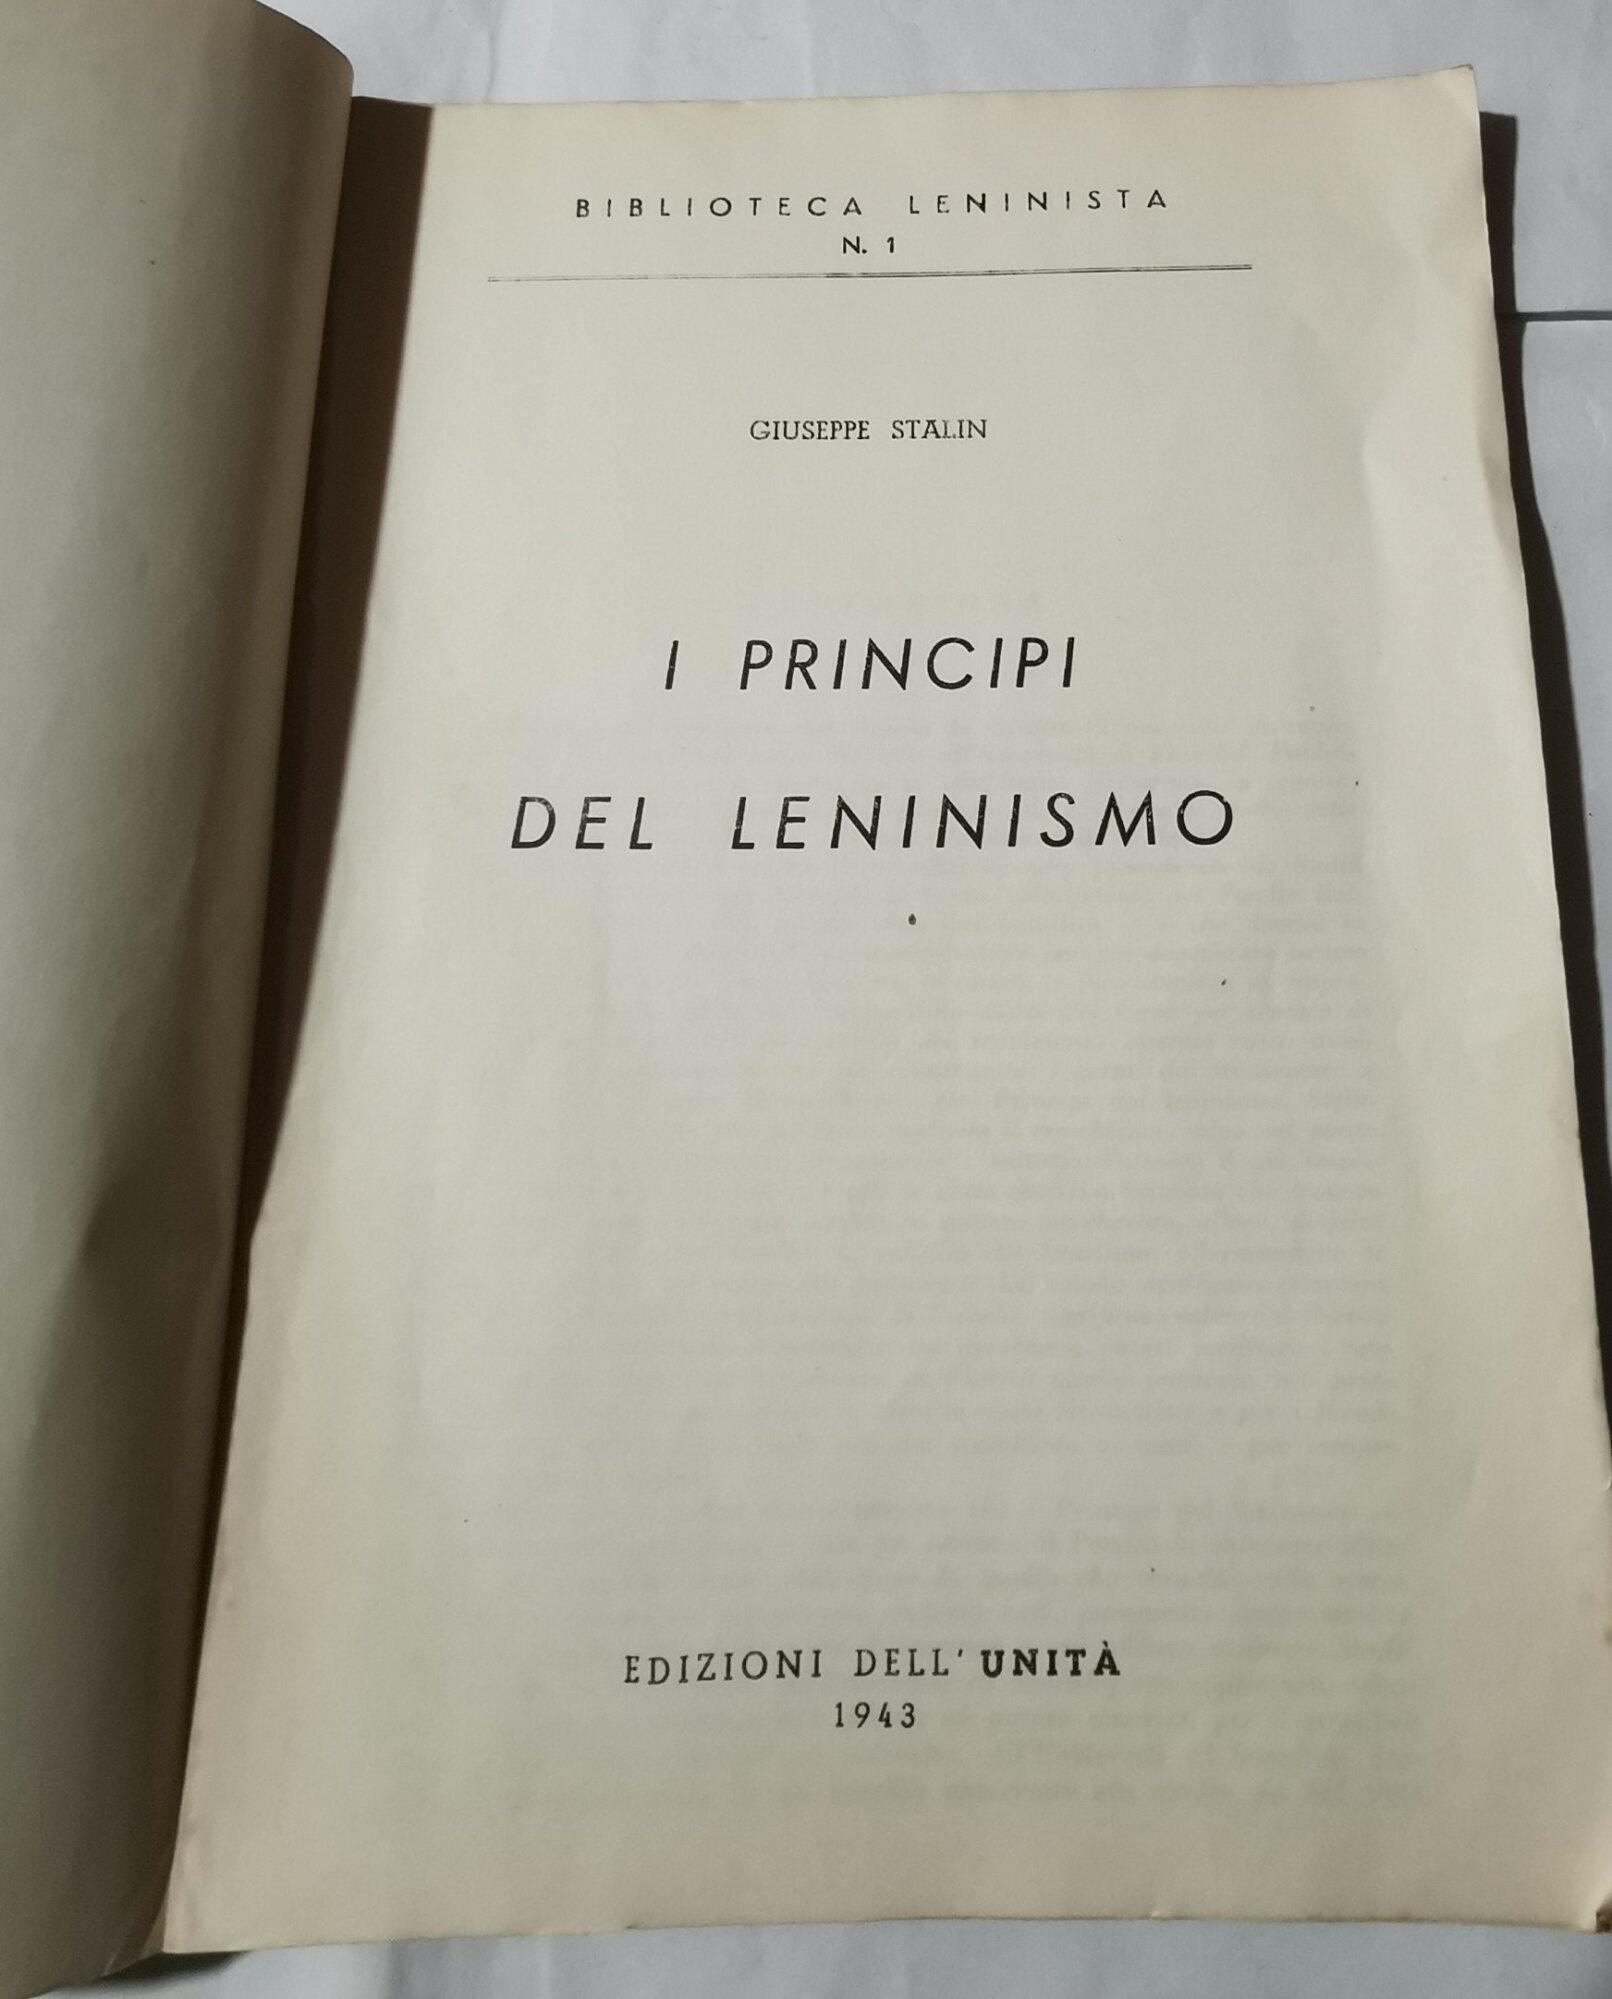 BIBLIOTECA LENINISTA
N. 1
GIUSEPPE STALIN
I PRINCIPI
DEL LENINISMO
EDIZIONI DELL'UNITÀ
1943